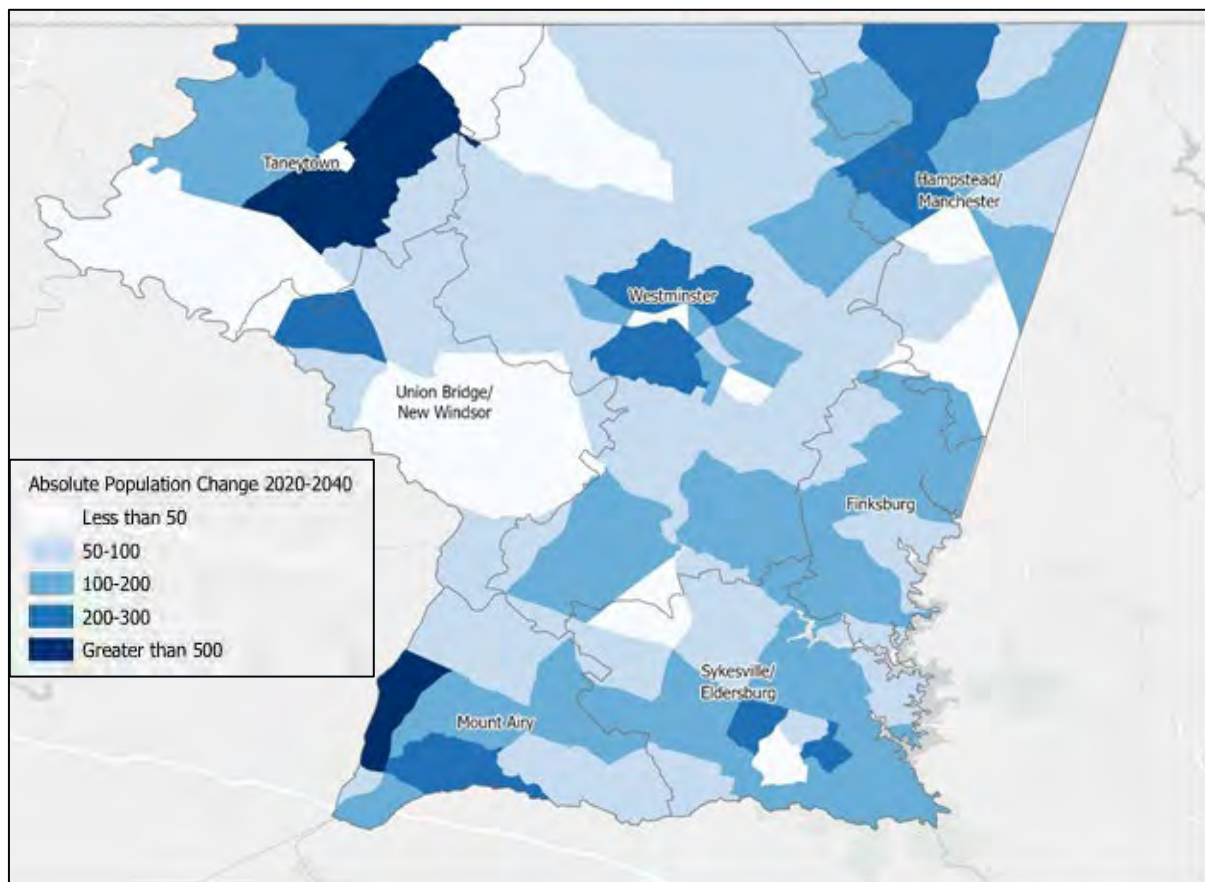 Taneytown
Hampstead/
Manchester
Westminster
Union Bridge/
New Windsor
Absolute Population Change 2020-2040
Less than 50
50-100
100-200
200-300
Greater than 500
Finksburg
Sykesville/
Eldersburg
Mount Airy